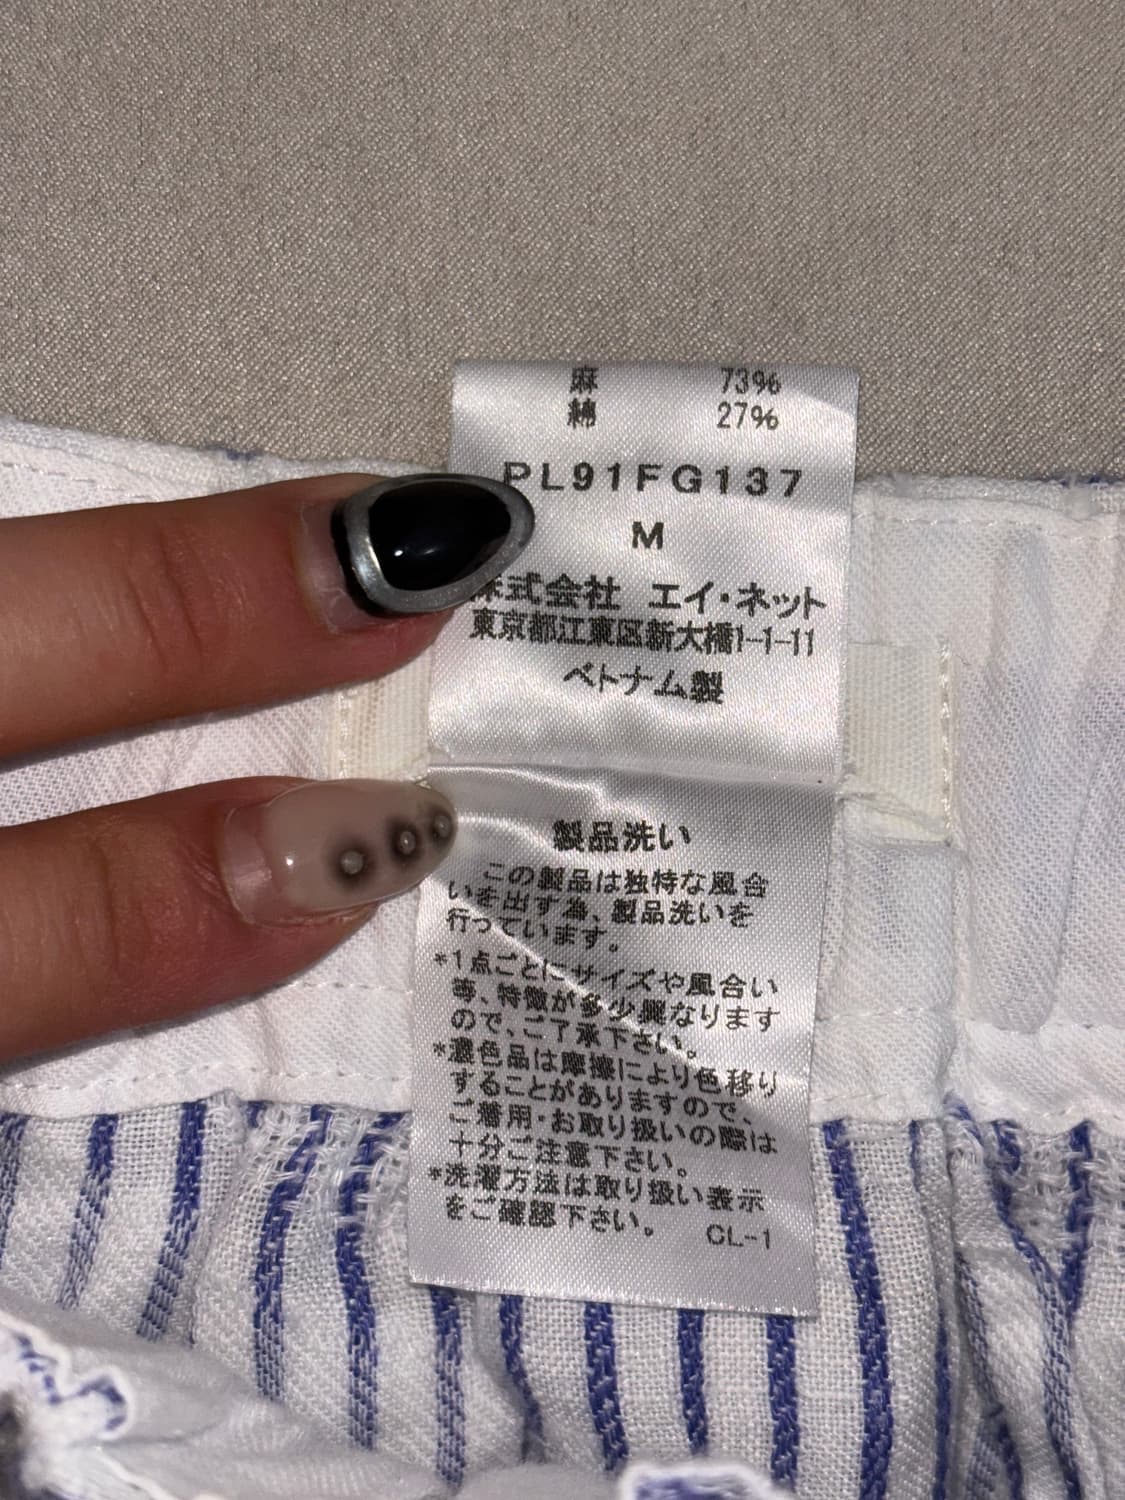 麻 73%
綿 27%
PL91FG137
M
株式会社 エイ・ネット
東京都江東区新大橋1-1-11
ベトナム製
製品洗い
この製品は独特な風合
いを出す為、製品洗いを
行っています。
*1点ごとにサイズや風合い
等、特徴が多少異なります
ので、ご了承下さい。
*濃色品は摩擦により色移り
することがありますので、
ご着用・お取り扱いの際は
十分ご注意下さい。
*洗濯方法は取り扱い表示
をご確認下さい。 CL-1